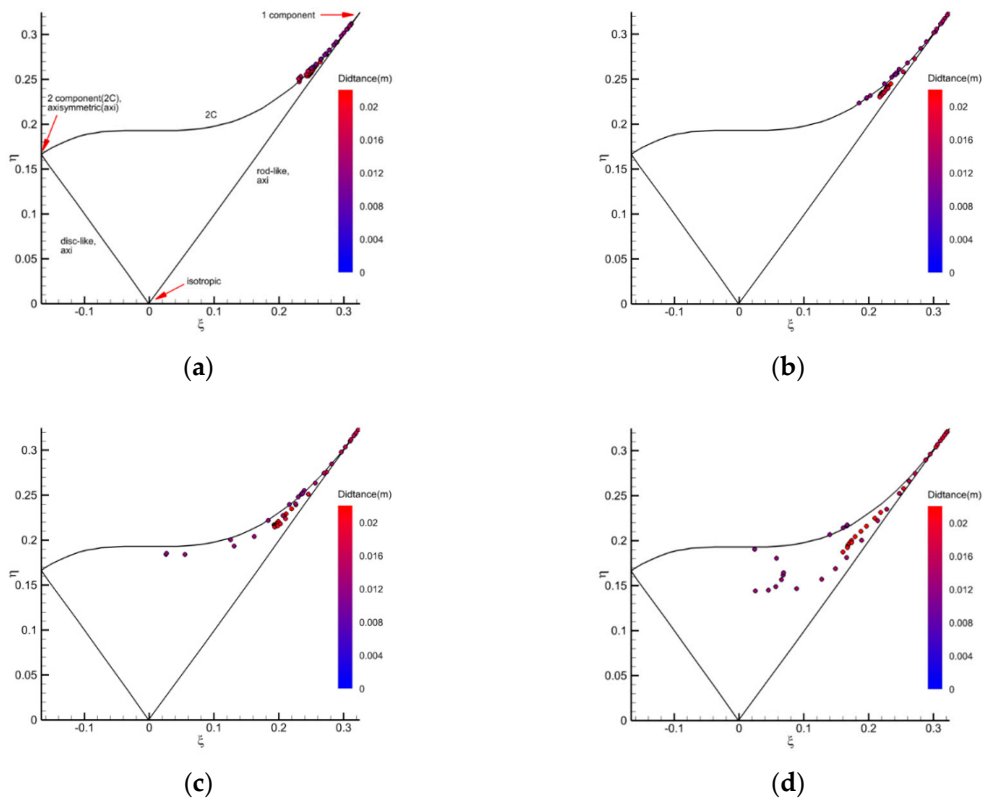 1 component
0.3
Didtance(m)
0.25
0.02
2 component(2C),
axisymmetric(axi)
2C
0.2
0.016
η
rod-like,
axi
0.15
0.012
0.1
0.008
disc-like,
axi
0.05
0.004
isotropic
0
0
-0.1
0
0.1
0.2
0.3
ξ
(a)
0.3
Didtance(m)
0.25
0.02
0.2
0.016
η
0.15
0.012
0.1
0.008
0.05
0.004
0
0
-0.1
0
0.1
0.2
0.3
ξ
(b)
0.3
Didtance(m)
0.25
0.02
0.2
0.016
η
0.15
0.012
0.1
0.008
0.05
0.004
0
0
-0.1
0
0.1
0.2
0.3
ξ
(c)
0.3
Didtance(m)
0.25
0.02
0.2
0.016
η
0.15
0.012
0.1
0.008
0.05
0.004
0
0
-0.1
0
0.1
0.2
0.3
ξ
(d)